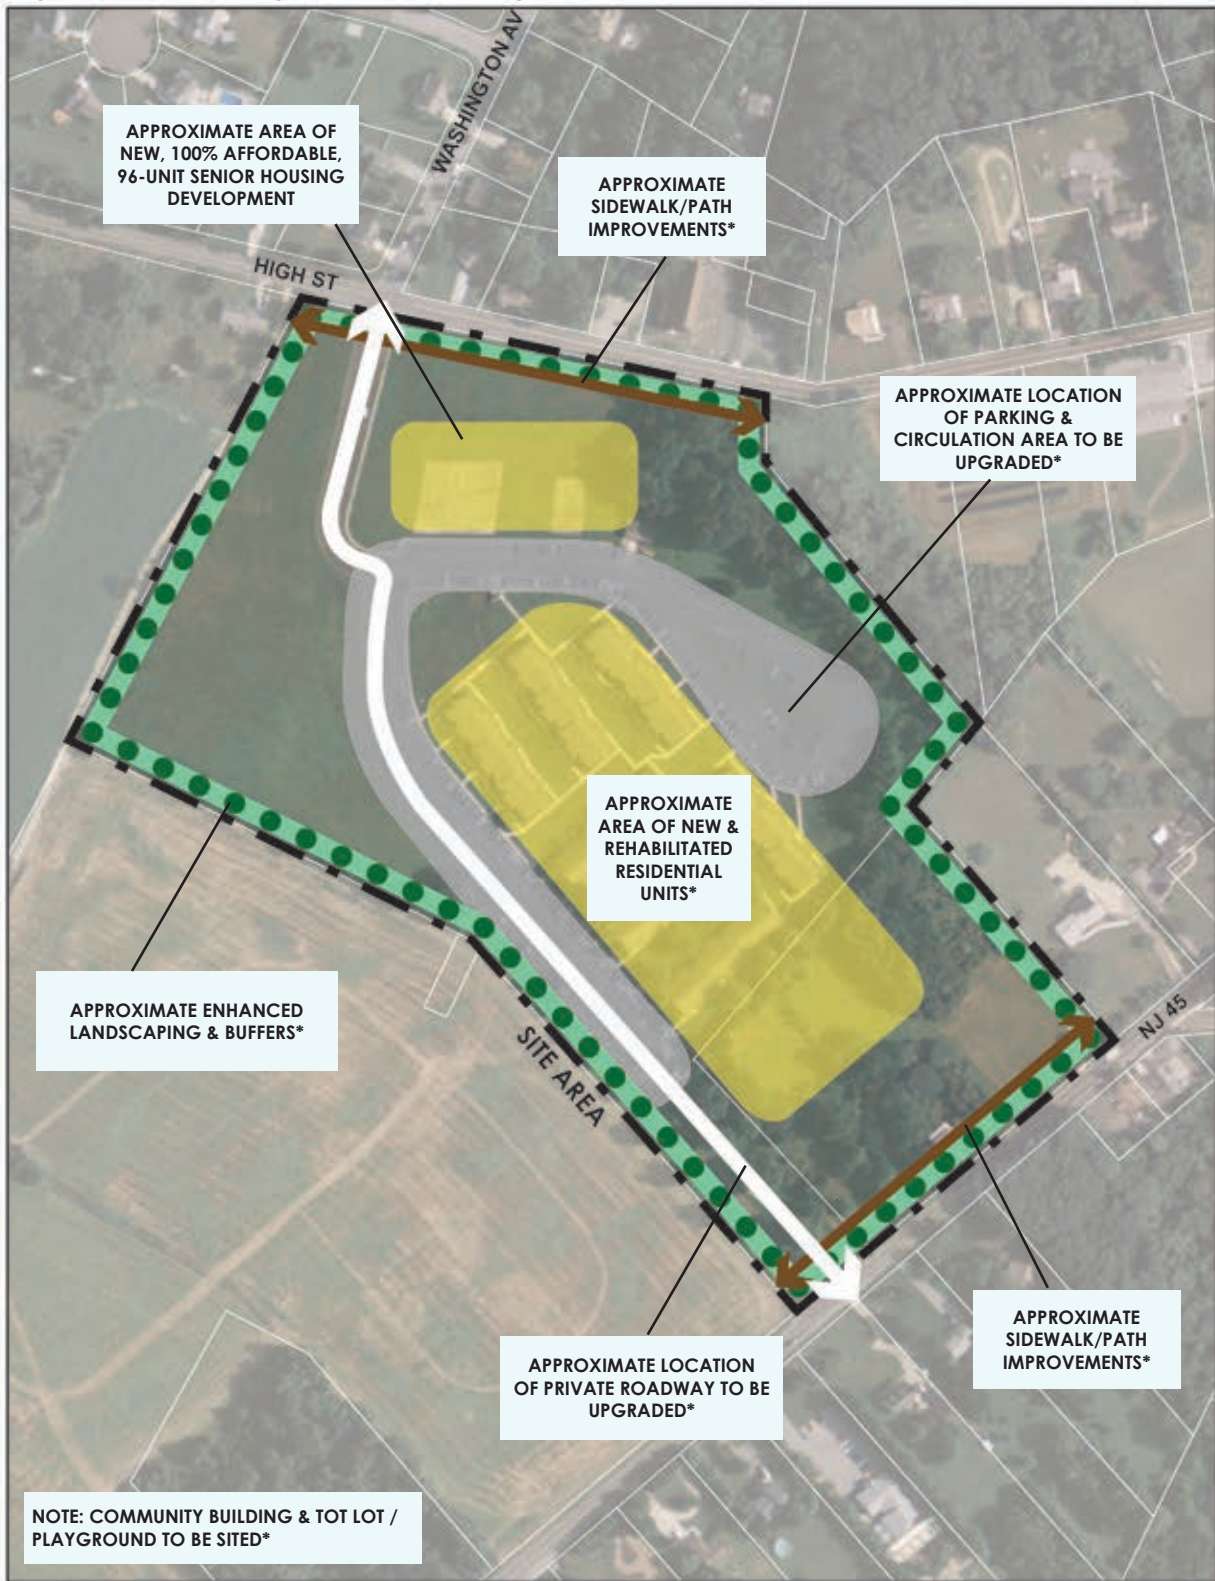 WASHINGTON AV
APPROXIMATE AREA OF
NEW, 100% AFFORDABLE,
96-UNIT SENIOR HOUSING
DEVELOPMENT
APPROXIMATE
SIDEWALK/PATH
IMPROVEMENTS*
HIGH ST
APPROXIMATE LOCATION
OF PARKING &
CIRCULATION AREA TO BE
UPGRADED*
APPROXIMATE
AREA OF NEW &
REHABILITATED
RESIDENTIAL
UNITS*
APPROXIMATE ENHANCED
LANDSCAPING & BUFFERS*
NJ 45
SITE AREA
APPROXIMATE LOCATION
OF PRIVATE ROADWAY TO BE
UPGRADED*
APPROXIMATE
SIDEWALK/PATH
IMPROVEMENTS*
NOTE: COMMUNITY BUILDING & TOT LOT /
PLAYGROUND TO BE SITED*